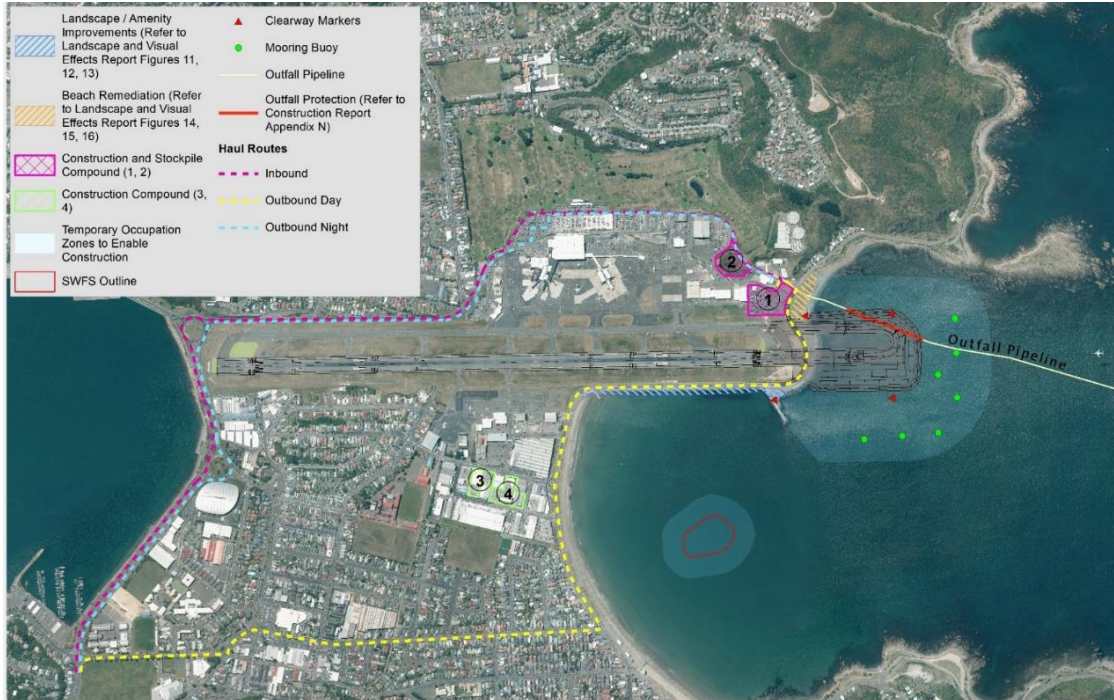 Landscape / Amenity
Improvements (Refer to
Landscape and Visual
Effects Report Figures 11,
12, 13)
Beach Remediation (Refer
to Landscape and Visual
Effects Report Figures 14,
15, 16)
Construction and Stockpile
Compound (1, 2)
Construction Compound (3,
4)
Temporary Occupation
Zones to Enable
Construction
SWFS Outline
Clearway Markers
Mooring Buoy
Outfall Pipeline
Outfall Protection (Refer to
Construction Report
Appendix N)
Haul Routes
Inbound
Outbound Day
Outbound Night
2
1
Outfall Pipeline
3
4